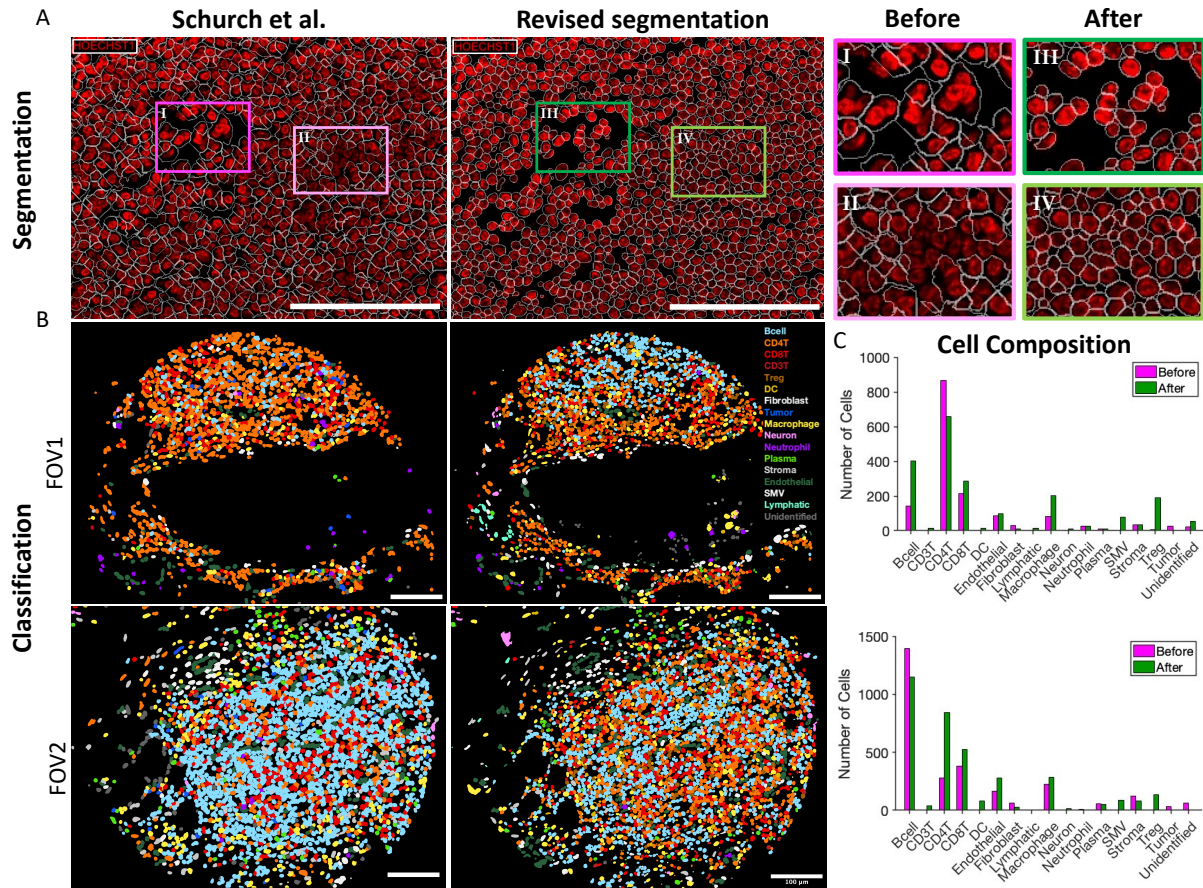 A
Schurch et al.
Revised segmentation
Before
After
Segmentation
HOECHST1
I
II
HOECHST1
III
IV
I
III
II
IV
B
Classification
FOV1
Bcell
CD4T
CD8T
CD3T
Treg
DC
Fibroblast
Tumor
Macrophage
Neuron
Neutrophil
Plasma
Stroma
Endothelial
SMV
Lymphatic
Unidentified
FOV2
100 µm
C
Cell Composition
Number of Cells
1000
800
600
400
200
0
Before
After
Bcell
CD3T
CD4T
CD8T
DC
Endothelial
Fibroblast
Lymphatic
Macrophage
Neuron
Neutrophil
Plasma
SMV
Stroma
Treg
Tumor
Unidentified
Number of Cells
1500
1000
500
0
Before
After
Bcell
CD3T
CD4T
CD8T
DC
Endothelial
Fibroblast
Lymphatic
Macrophage
Neuron
Neutrophil
Plasma
SMV
Stroma
Treg
Tumor
Unidentified